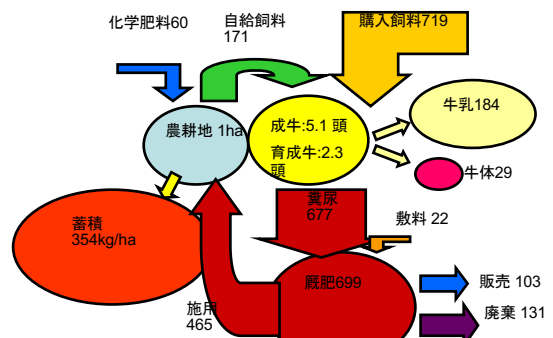 化学肥料60
自給飼料
171
購入飼料719
農耕地 1ha
成牛:5.1 頭
育成牛:2.3
頭
牛乳184
牛体29
糞尿
677
敷料 22
蓄積
354kg/ha
厩肥699
施用
465
販売 103
廃棄 131